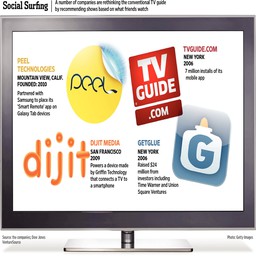 Social Surfing
A number of companies are rethinking the conventional TV guide
by recommending shows based on what friends watch
PEEL
TECHNOLOGIES
MOUNTAIN VIEW, CALIF.
FOUNDED: 2010
Partnered with
Samsung to place its
'Smart Remote' app on
Galaxy Tab devices
peel
TV
GUIDE
.COM
TVGUIDE.COM
NEW YORK
2006
7 million installs of its
mobile app
dijit
DIJIT MEDIA
SAN FRANCISCO
2009
Powers a device made
by Griffin Technology
that connects a TV to
a smartphone
GETGLUE
NEW YORK
2006
Raised $24
million from
investors including
Time Warner and Union
Square Ventures
G
Source: the companies; Dow Jones
VentureSource
Photo: Getty Images